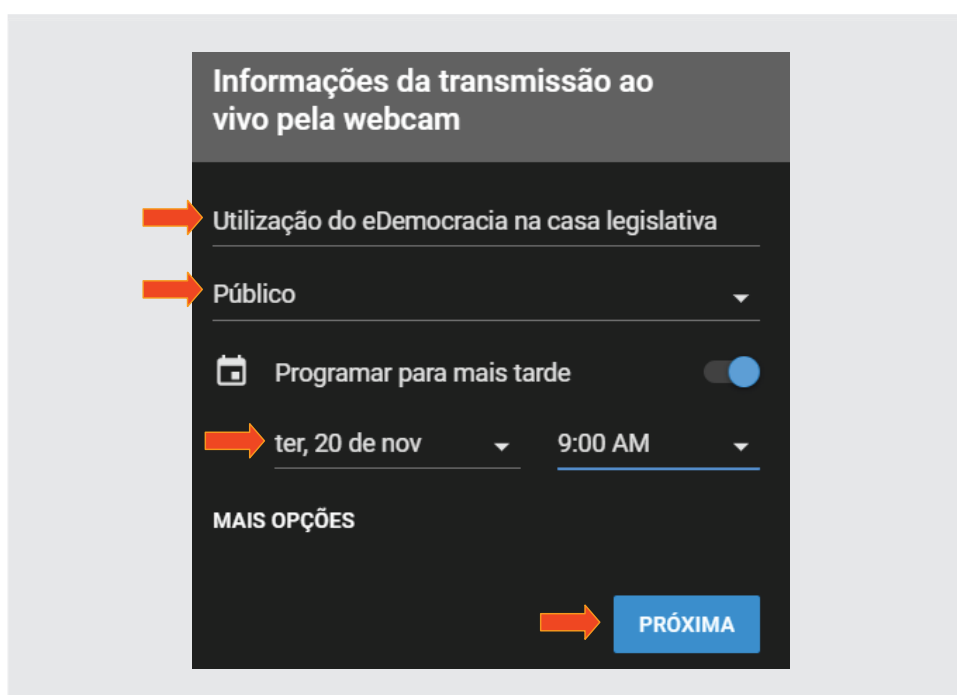 Informações da transmissão ao
vivo pela webcam
Utilização do eDemocracia na casa legislativa
Público
Programar para mais tarde
ter, 20 de nov 9:00 AM
MAIS OPÇÕES
PRÓXIMA